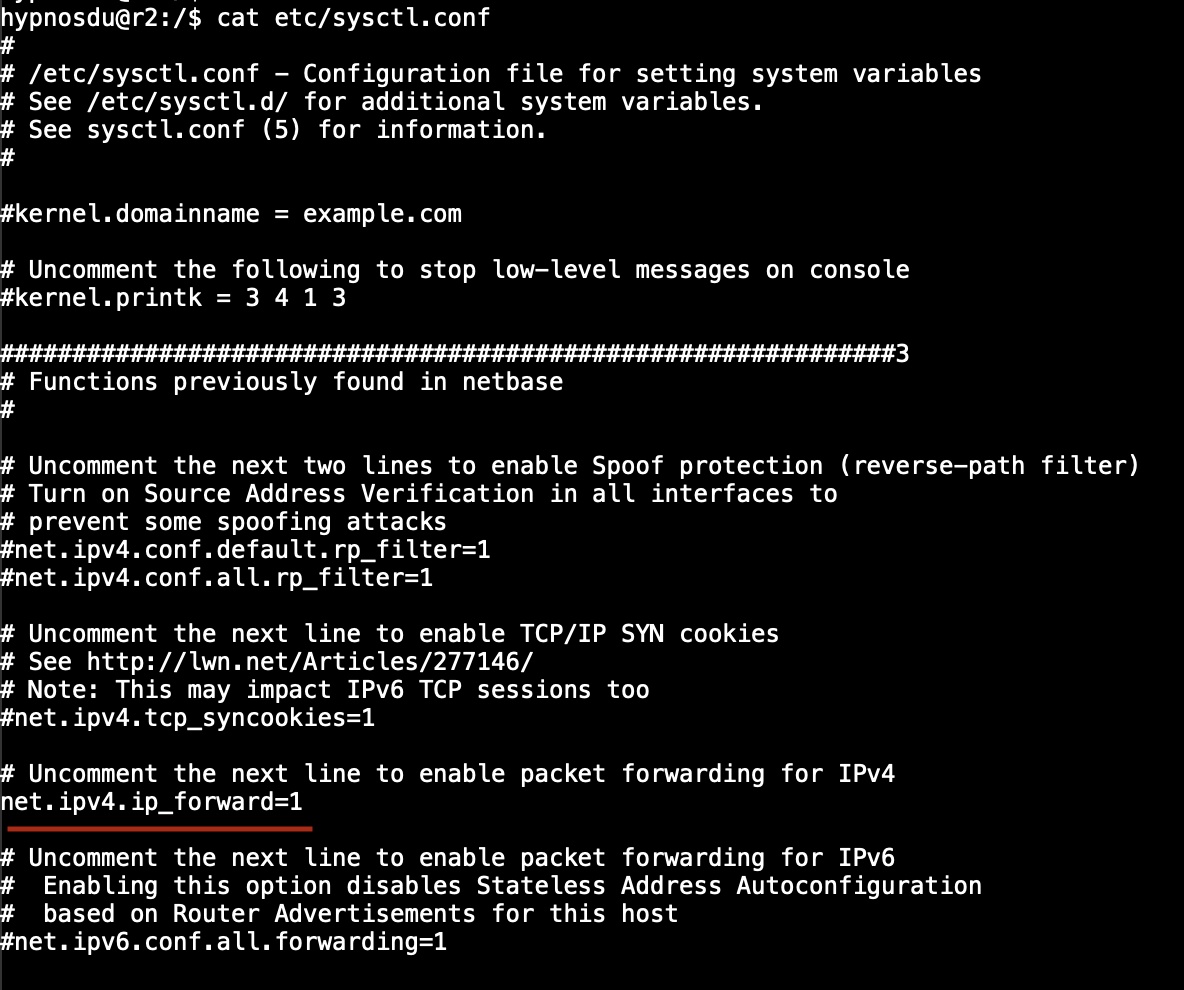 hypnosdu@r2:/$ cat etc/sysctl.conf
#
# /etc/sysctl.conf – Configuration file for setting system variables
# See /etc/sysctl.d/ for additional system variables.
# See sysctl.conf (5) for information.
#
#kernel.domainname = example.com
# Uncomment the following to stop low–level messages on console
#kernel.printk = 3 4 1 3
##############################################################3
# Functions previously found in netbase
#
# Uncomment the next two lines to enable Spoof protection (reverse–path filter)
# Turn on Source Address Verification in all interfaces to
# prevent some spoofing attacks
#net.ipv4.conf.default.rp_filter=1
#net.ipv4.conf.all.rp_filter=1
# Uncomment the next line to enable TCP/IP SYN cookies
# See http://lwn.net/Articles/277146/
# Note: This may impact IPv6 TCP sessions too
#net.ipv4.tcp_syncookies=1
# Uncomment the next line to enable packet forwarding for IPv4
net.ipv4.ip_forward=1
# Uncomment the next line to enable packet forwarding for IPv6
#  Enabling this option disables Stateless Address Autoconfiguration
#  based on Router Advertisements for this host
#net.ipv6.conf.all.forwarding=1